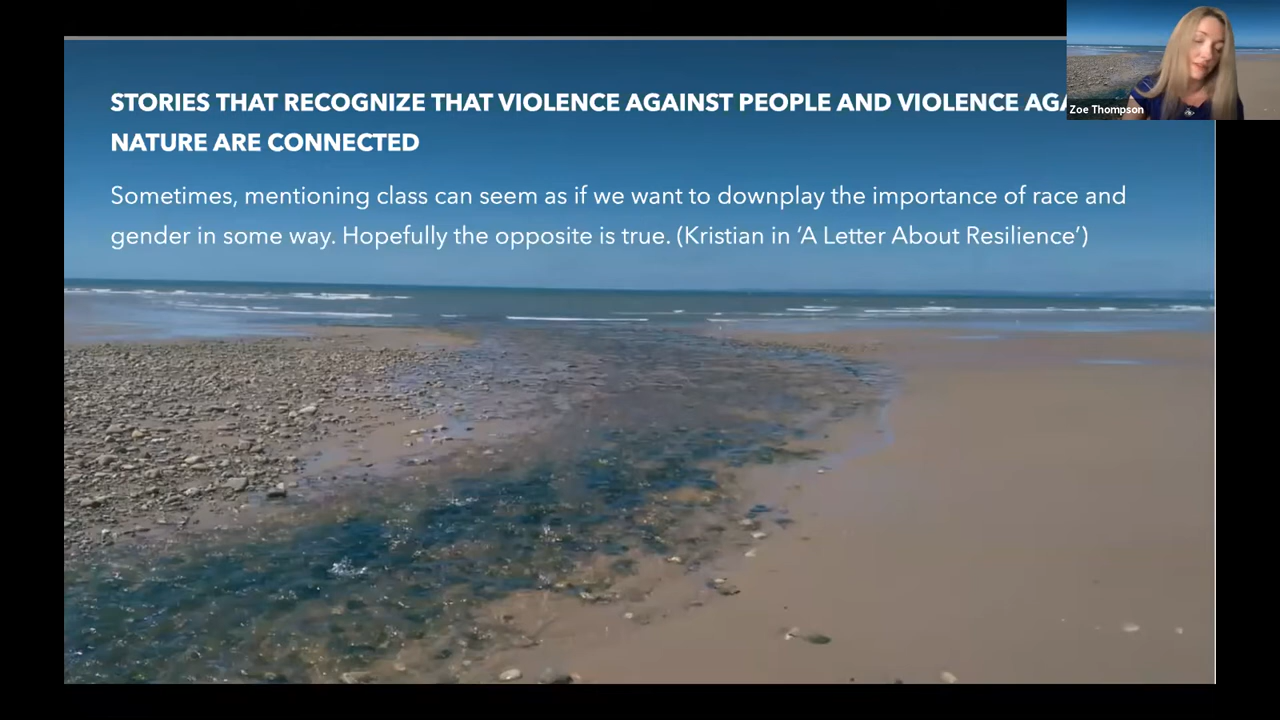 STORIES THAT RECOGNIZE THAT VIOLENCE AGAINST PEOPLE AND VIOLENCE
NATURE ARE CONNECTED
Sometimes, mentioning class can seem as if we want to downplay the importance of race and
gender in some way. Hopefully the opposite is true. (Kristian in ‘A Letter About Resilience’)
Zoe Thompson